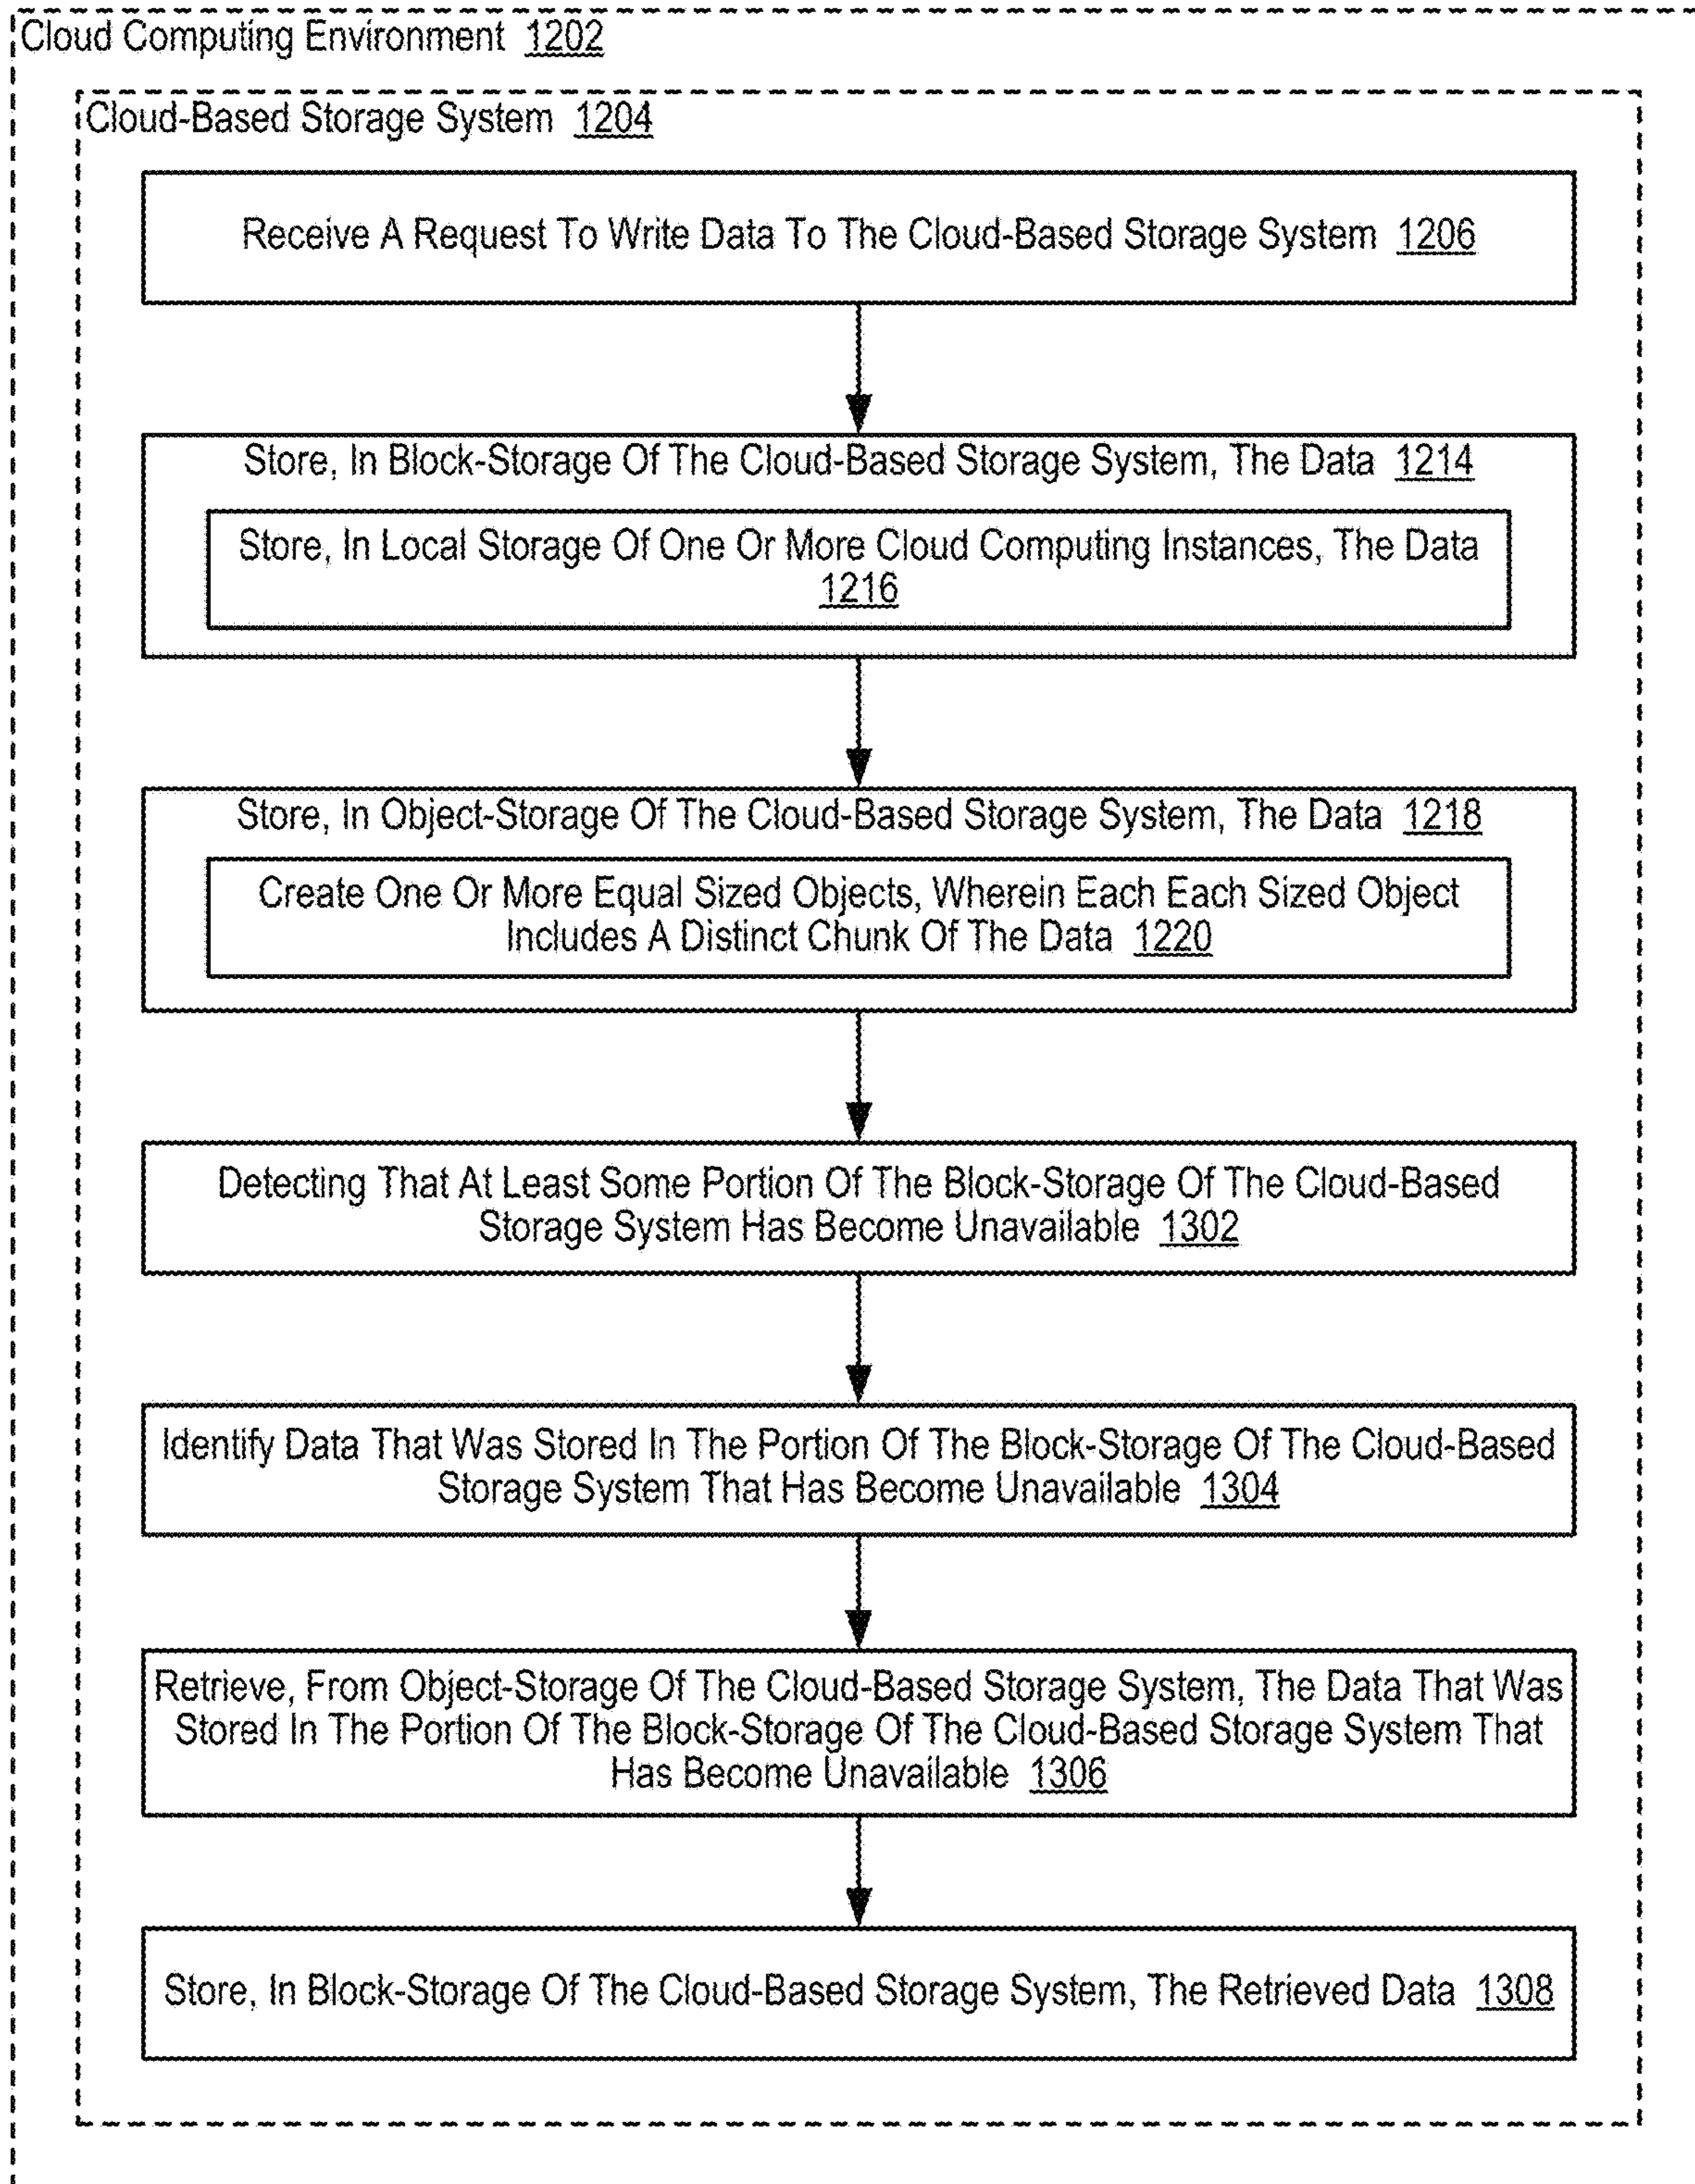 Cloud Computing Environment 1202
Cloud-Based Storage System 1204
Receive A Request To Write Data To The Cloud-Based Storage System 1206
Store, In Block-Storage Of The Cloud-Based Storage System, The Data 1214
Store, In Local Storage Of One Or More Cloud Computing Instances, The Data
1216
Store, In Object-Storage Of The Cloud-Based Storage System, The Data 1218
Create One Or More Equal Sized Objects, Wherein Each Each Sized Object
Includes A Distinct Chunk Of The Data 1220
Detecting That At Least Some Portion Of The Block-Storage Of The Cloud-Based
Storage System Has Become Unavailable 1302
Identify Data That Was Stored In The Portion Of The Block-Storage Of The Cloud-Based
Storage System That Has Become Unavailable 1304
Retrieve, From Object-Storage Of The Cloud-Based Storage System, The Data That Was
Stored In The Portion Of The Block-Storage Of The Cloud-Based Storage System That
Has Become Unavailable 1306
Store, In Block-Storage Of The Cloud-Based Storage System, The Retrieved Data 1308